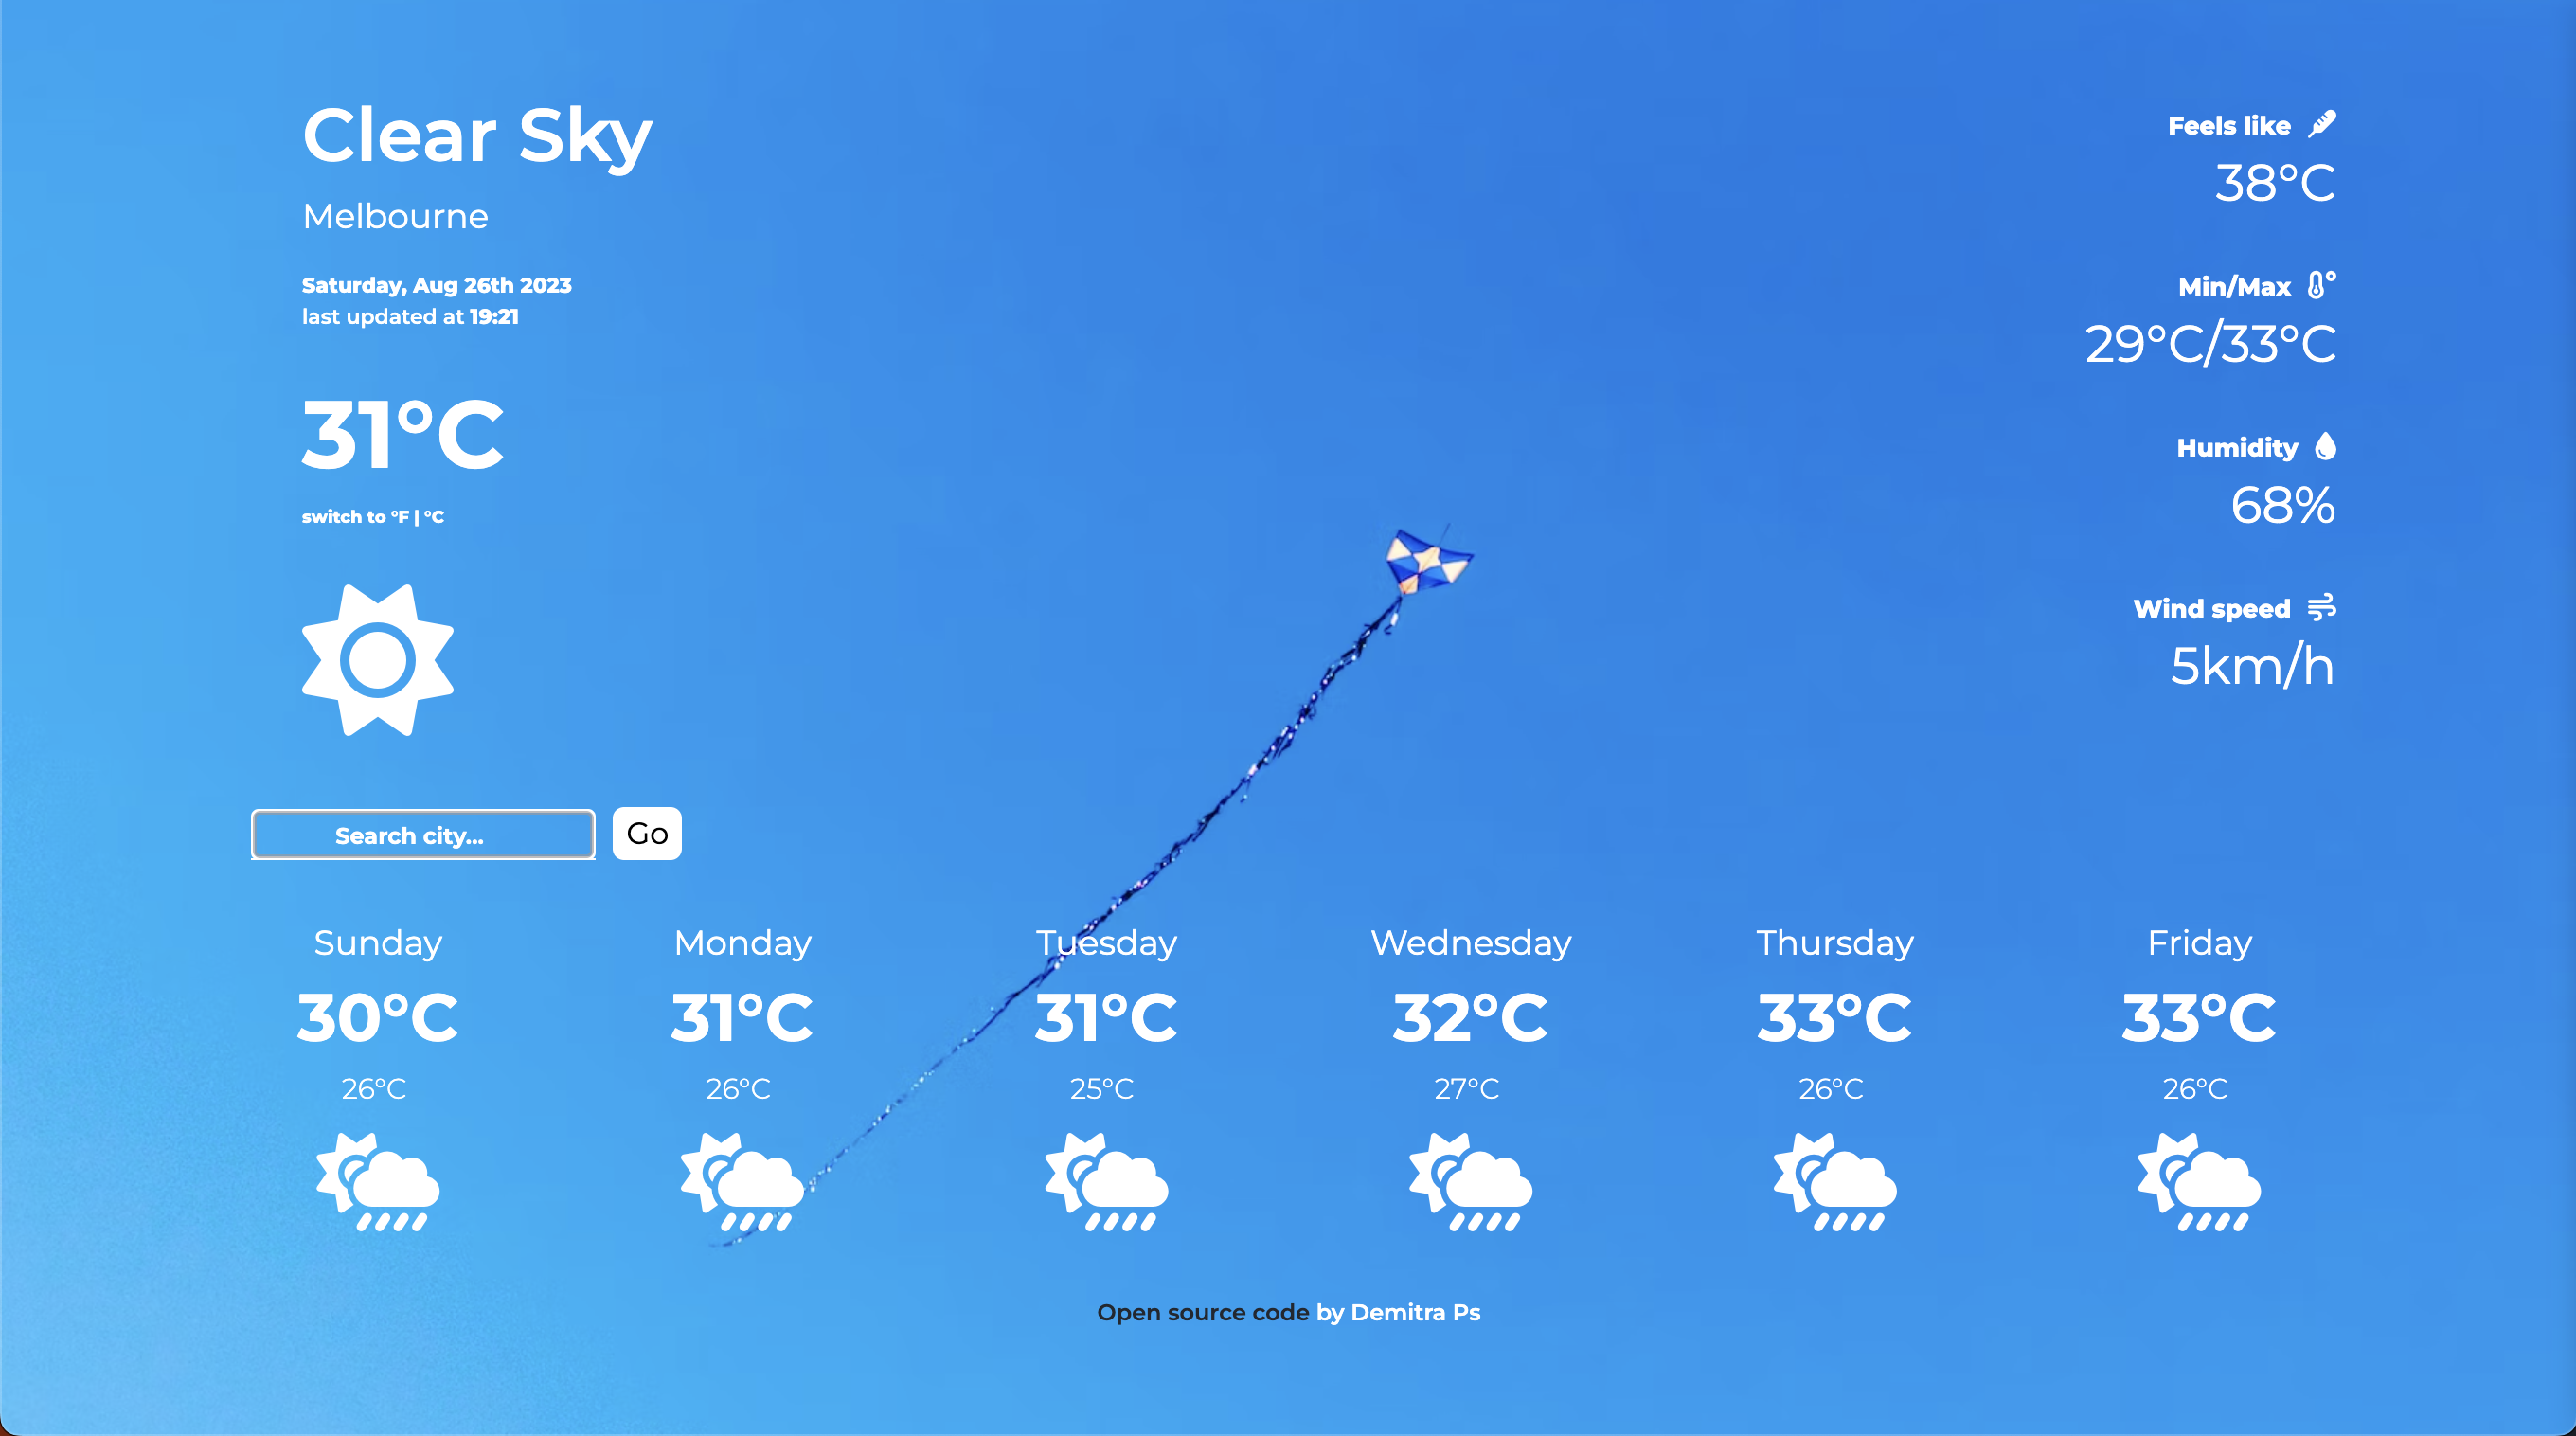 Clear Sky
Melbourne
Saturday, Aug 26th 2023
last updated at 19:21
31°C
switch to °F | °C
Feels like
38°C
Min/Max
29°C/33°C
Humidity
68%
Wind speed
5km/h
Search city...
Go
Sunday
30°C
26°C
Monday
31°C
26°C
Tuesday
31°C
25°C
Wednesday
32°C
27°C
Thursday
33°C
26°C
Friday
33°C
26°C
Open source code by Demitra Ps